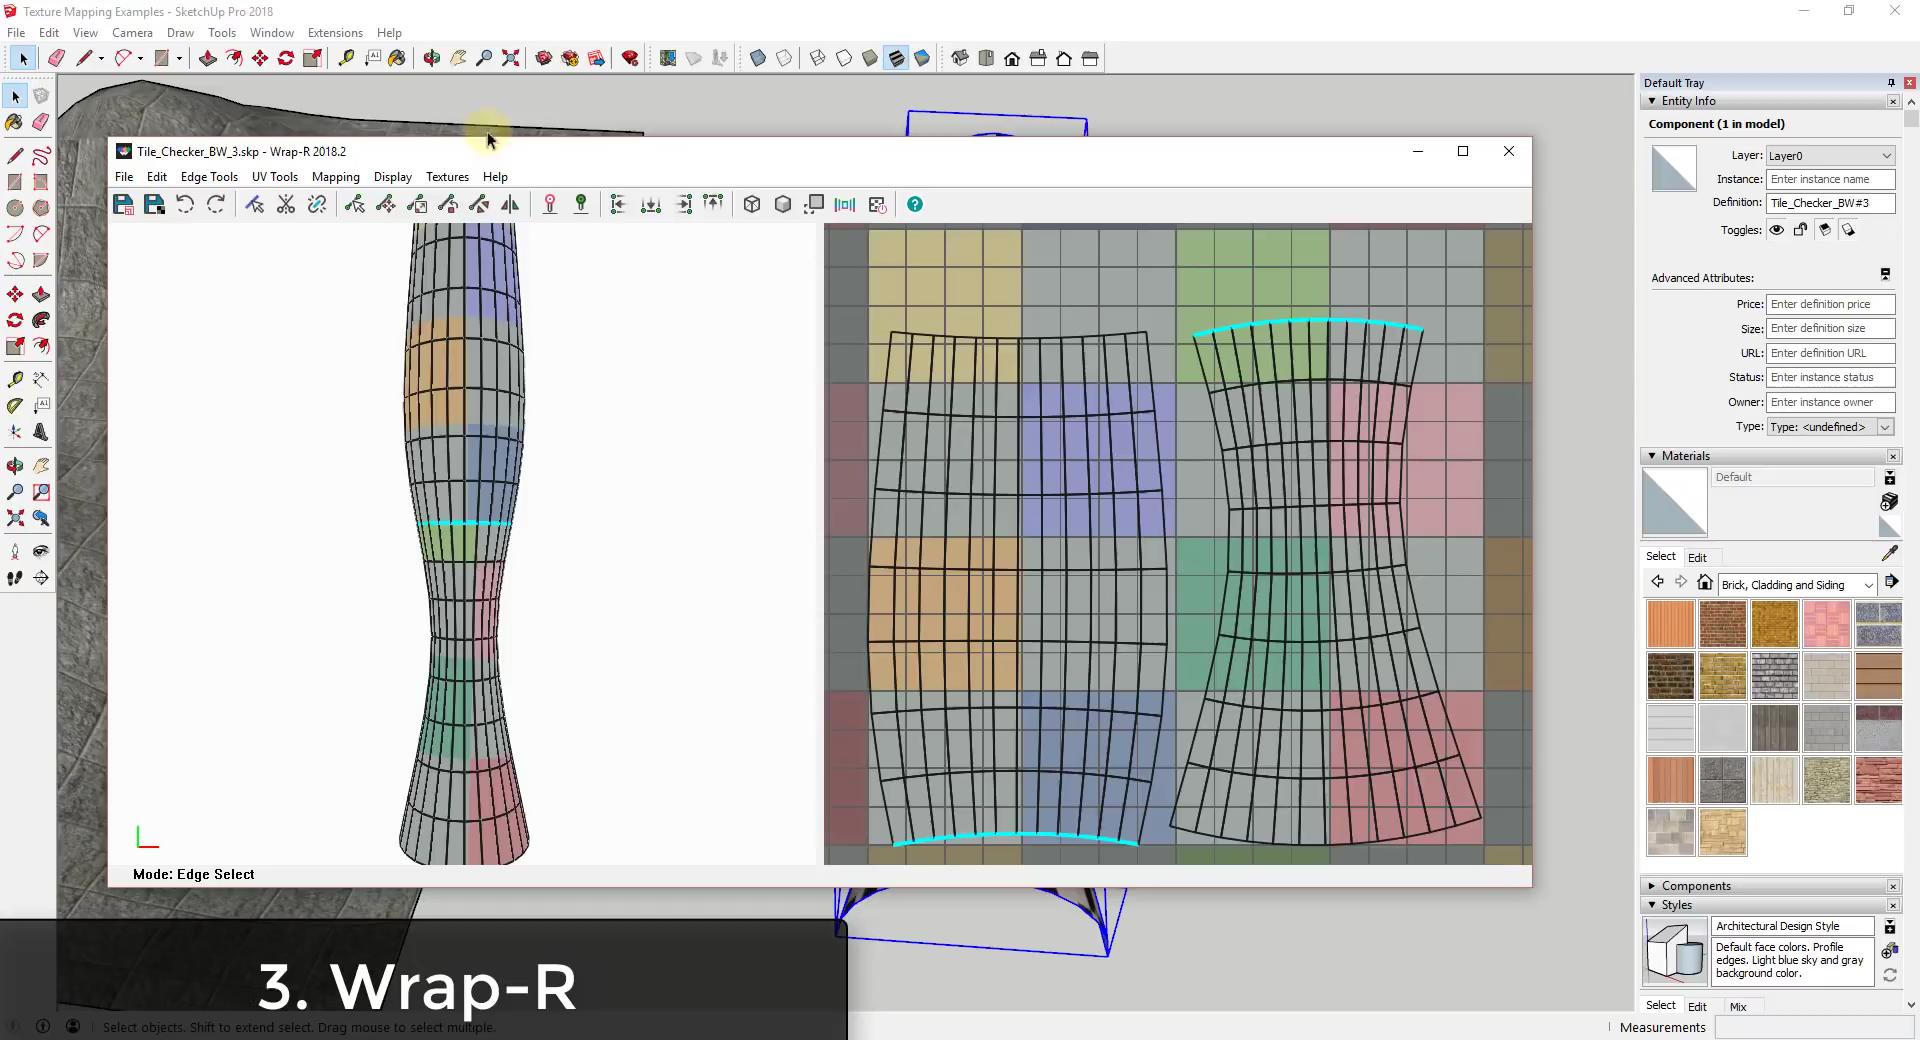 Texture Mapping Examples - SketchUp Pro 2018
File Edit View Camera Draw Tools Window Extensions Help
Tile_Checker_BW_3.skp - Wrap-R 2018.2
File Edit Edge Tools UV Tools Mapping Display Textures Help
Mode: Edge Select
3. Wrap-R
Select objects. Shift to extend select. Drag mouse to select multiple.
Measurements
Default Tray
Entity Info
Component (1 in model)
Layer: Layer0
Instance: Enter instance name
Definition: Tile_Checker_BW#3
Toggles:
Advanced Attributes:
Price: Enter definition price
Size: Enter definition size
URL: Enter definition URL
Status: Enter instance status
Owner: Enter instance owner
Type: Type: <undefined>
Materials
Default
Select Edit
Brick, Cladding and Siding
Components
Styles
Architectural Design Style
Default face colors. Profile
edges. Light blue sky and gray
background color.
Select Edit Mix